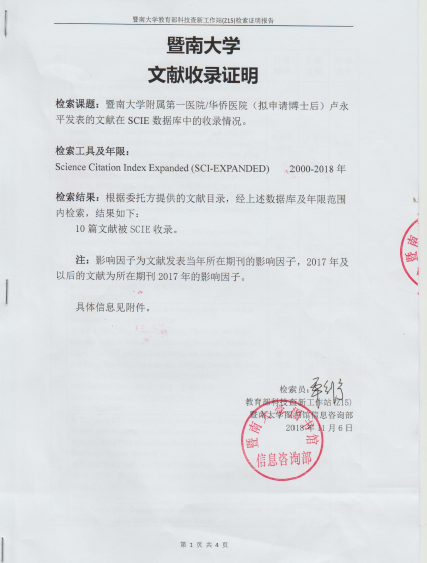 暨南大学教育部科技查新工作站(215)检索证明报告
暨南大学
文献收录证明
检索课题：暨南大学附属第一医院/华侨医院（拟申请博士后）卢永
平发表的文献在 SCIE 数据库中的收录情况。
检索工具及年限：
Science Citation Index Expanded (SCI-EXPANDED) 2000-2018 年
检索结果：根据委托方提供的文献目录，经上述数据库及年限范围
内检索，结果如下：
10 篇文献被 SCIE 收录。
注：影响因子为文献发表当年所在期刊的影响因子，2017 年及
以后的文献为所在期刊 2017 年的影响因子。
具体信息见附件。
检索员：
教育部科技查新工作站(215)
暨南大学图书馆信息咨询部
2018 年 11 月 6 日
暨南大学图书馆
信息咨询部
暨南
第 1 页 共 4 页